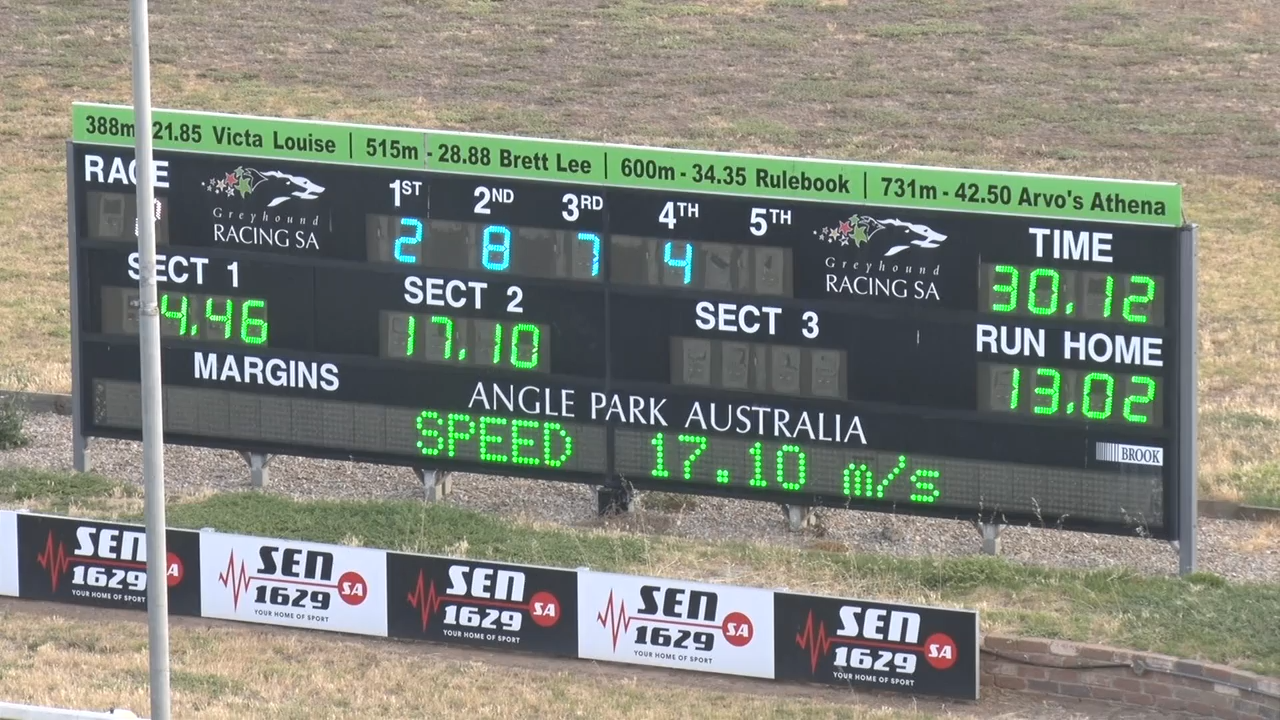 388m 21.85 Victa Louise | 515m - 28.88 Brett Lee | 600m - 34.35 Rulebook | 731m - 42.50 Arvo's Athena
RACE
Greyhound
RACING SA
1ST 2ND 3RD 4TH 5TH
2 8 7 4
Greyhound
RACING SA
TIME
30.12
SECT 1
4.46
SECT 2
17.10
SECT 3
RUN HOME
13.02
MARGINS
ANGLE PARK AUSTRALIA
SPEED 17.10 m/s
BROOK
SEN
1629
YOUR HOME OF SPORT
SEN
1629 SA
YOUR HOME OF SPORT
SEN
1629 SA
YOUR HOME OF SPORT
SEN
1629 SA
YOUR HOME OF SPORT
SEN
1629 SA
YOUR HOME OF SPORT